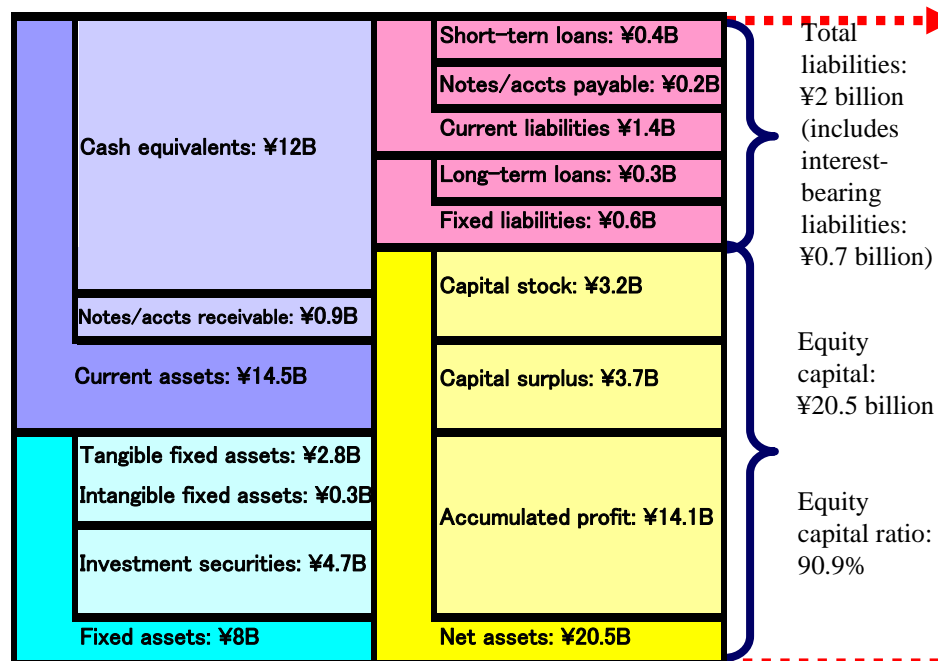 Cash equivalents: ¥12B
Notes/accts receivable: ¥0.9B
Current assets: ¥14.5B
Tangible fixed assets: ¥2.8B
Intangible fixed assets: ¥0.3B
Investment securities: ¥4.7B
Fixed assets: ¥8B
Short-tern loans: ¥0.4B
Notes/accts payable: ¥0.2B
Current liabilities ¥1.4B
Long-term loans: ¥0.3B
Fixed liabilities: ¥0.6B
Capital stock: ¥3.2B
Capital surplus: ¥3.7B
Accumulated profit: ¥14.1B
Net assets: ¥20.5B
Total
liabilities:
¥2 billion
(includes
interest-
bearing
liabilities:
¥0.7 billion)
Equity
capital:
¥20.5 billion
Equity
capital ratio:
90.9%